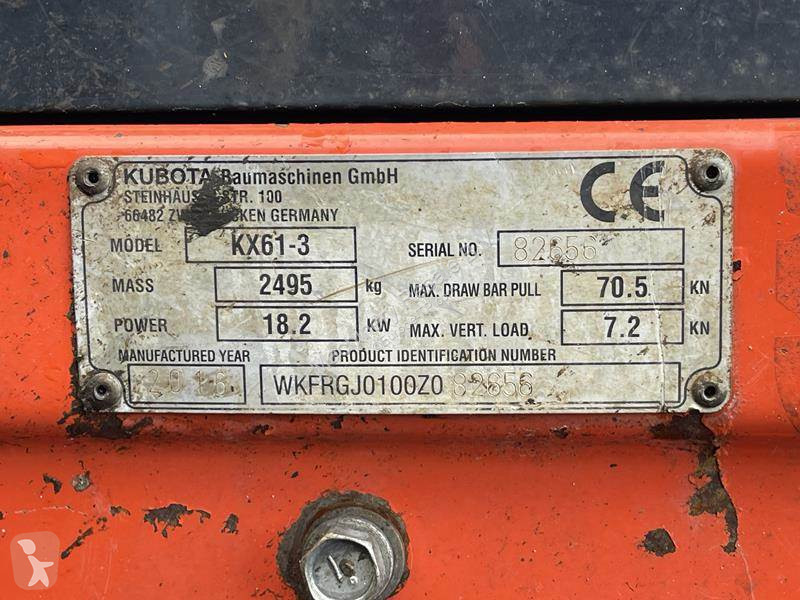 KUBOTA Baumaschinen GmbH
STR. 100
66482 GERMANY
MODEL KX61-3 SERIAL NO. 82656
MASS 2495 kg MAX. DRAW BAR PULL 70.5 KN
POWER 18.2 KW MAX. VERT. LOAD 7.2 KN
MANUFACTURED YEAR PRODUCT IDENTIFICATION NUMBER
WKFRGJ0100Z0 82656
CE